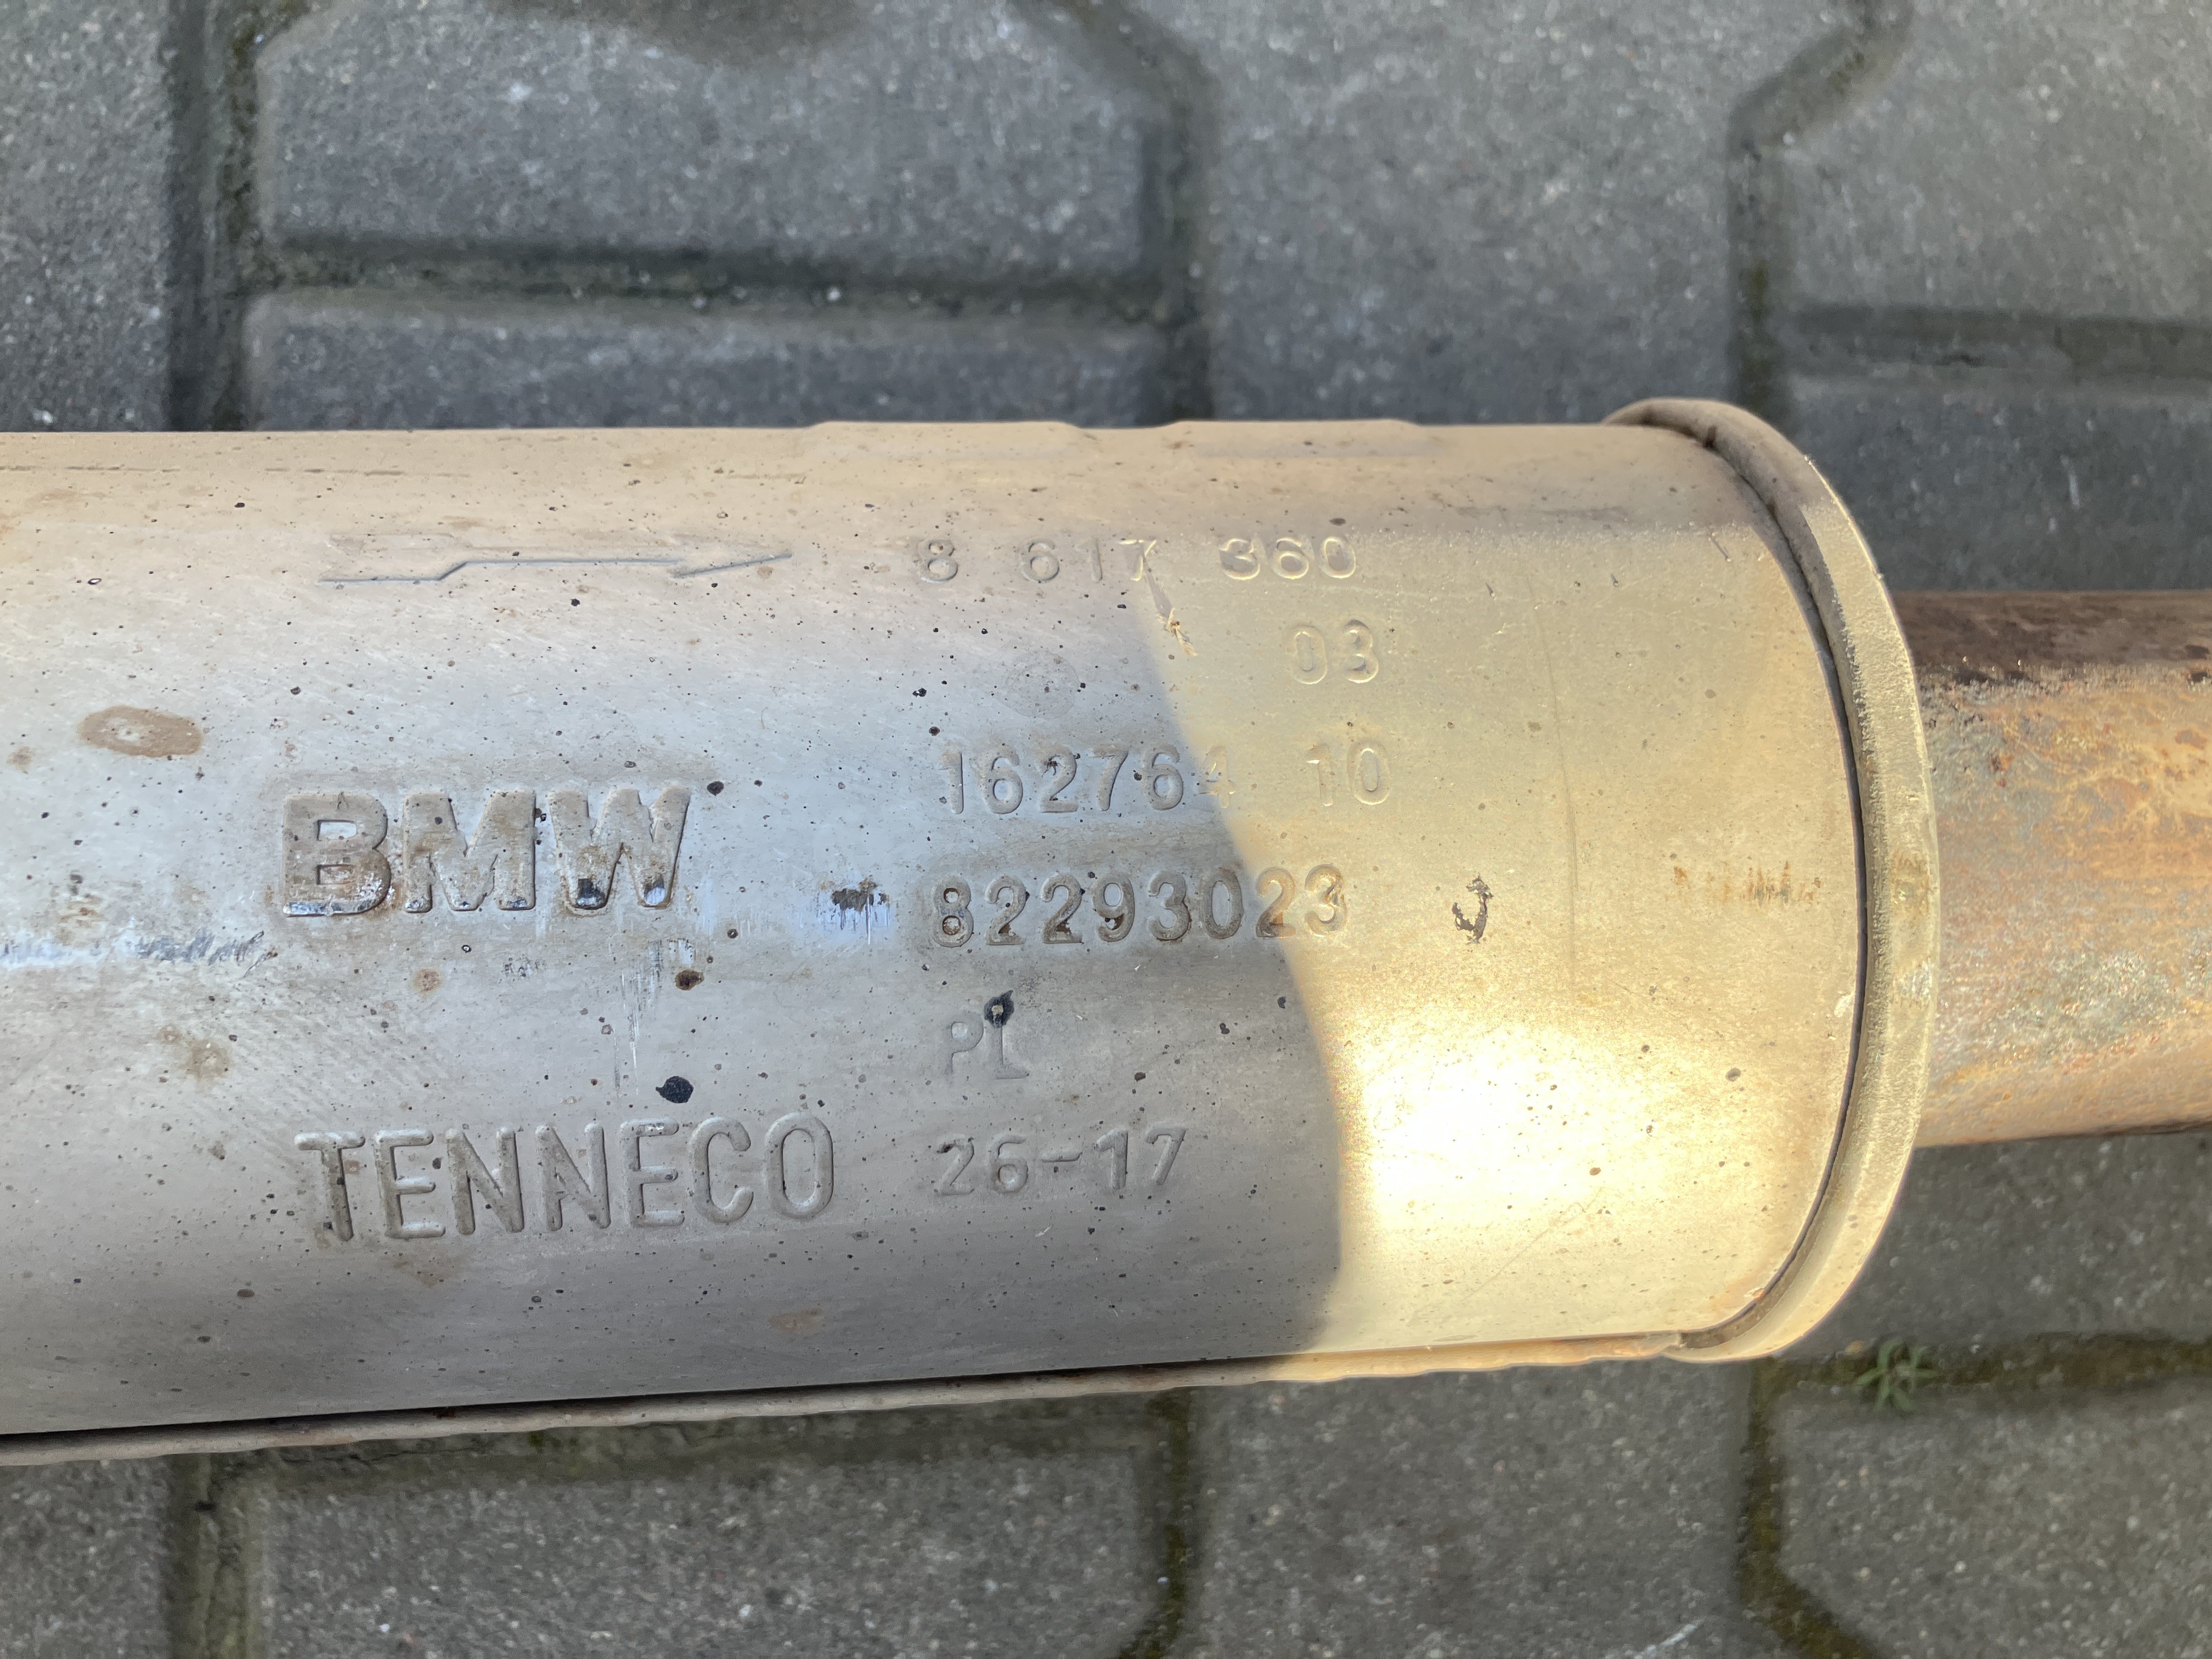 8 617 360
03
162764 10
BMW 82293023
PL
TENNECO 26-17